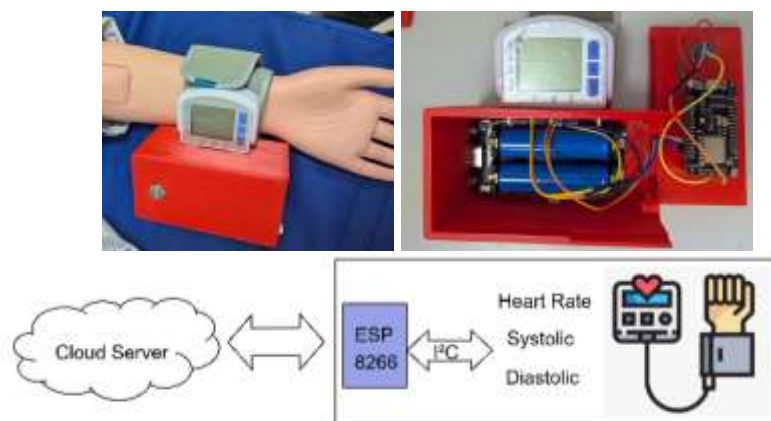 Cloud Server
ESP
8266
I²C
Heart Rate
Systolic
Diastolic